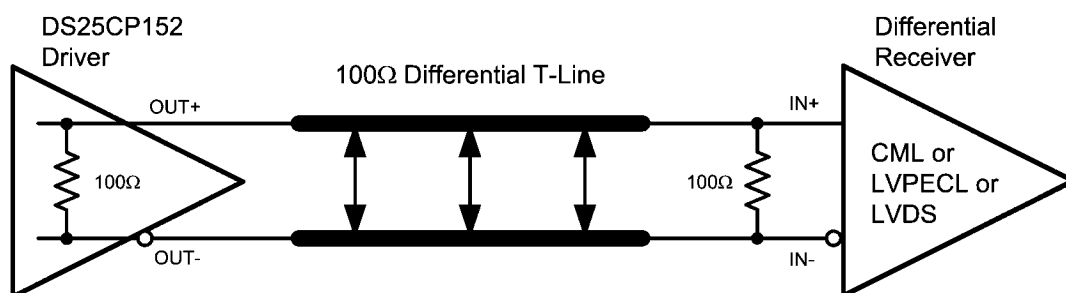 DS25CP152
Driver
Differential
Receiver
100Ω Differential T-Line
OUT+
IN+
100Ω
100Ω
CML or
LVPECL or
LVDS
OUT-
IN-